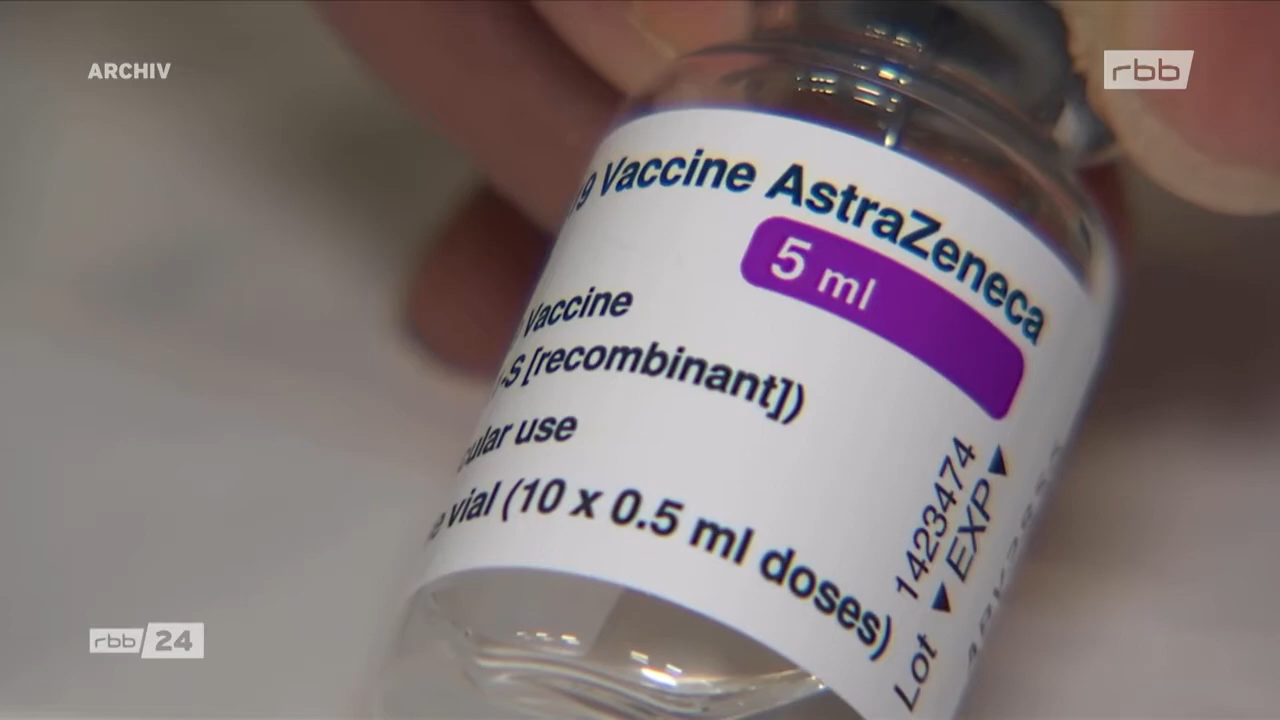 ARCHIV
rbb
Vaccine AstraZeneca
5 ml
Vaccine
-S [recombinant])
use
vial (10 x 0.5 ml doses)
1423474
Lot EXP
rbb 24